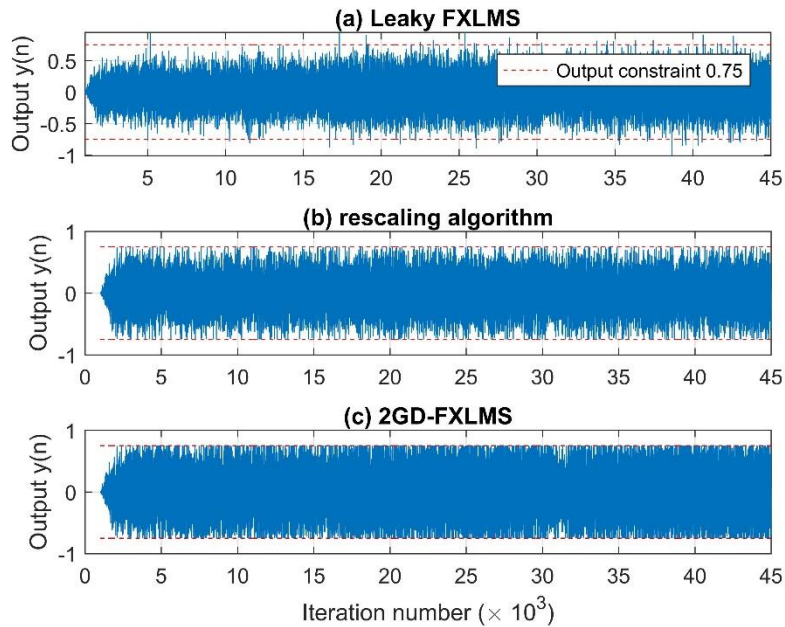 (a) Leaky FXLMS
Output y(n)
0.5
0
-0.5
-1
Output constraint 0.75
5 10 15 20 25 30 35 40 45
(b) rescaling algorithm
Output y(n)
1
0
-1
0 5 10 15 20 25 30 35 40 45
(c) 2GD-FXLMS
Output y(n)
1
0
-1
0 5 10 15 20 25 30 35 40 45
Iteration number (× 10³)